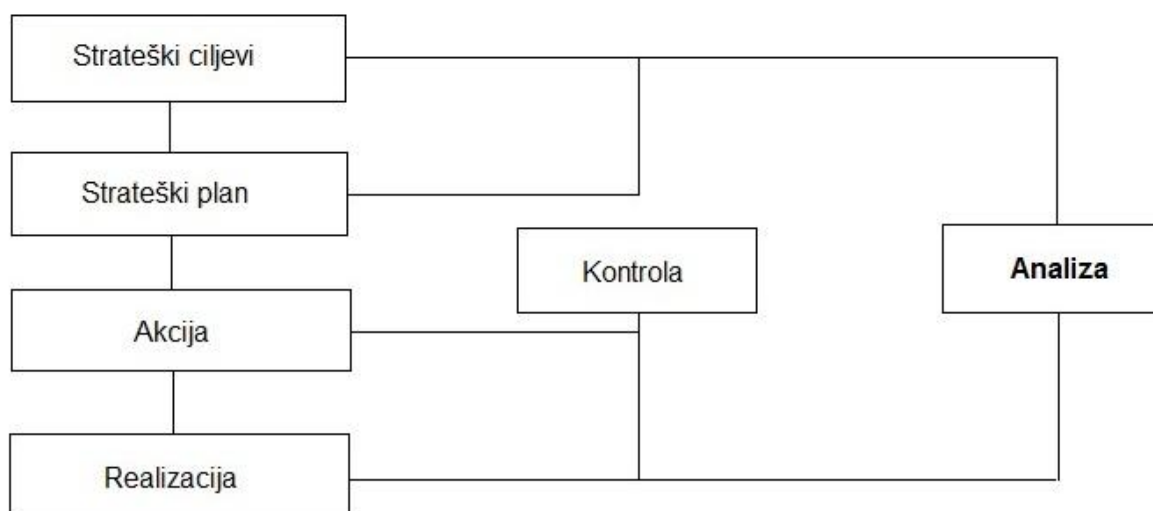 Strateški ciljevi
Strateški plan
Kontrola
Analiza
Akcija
Realizacija